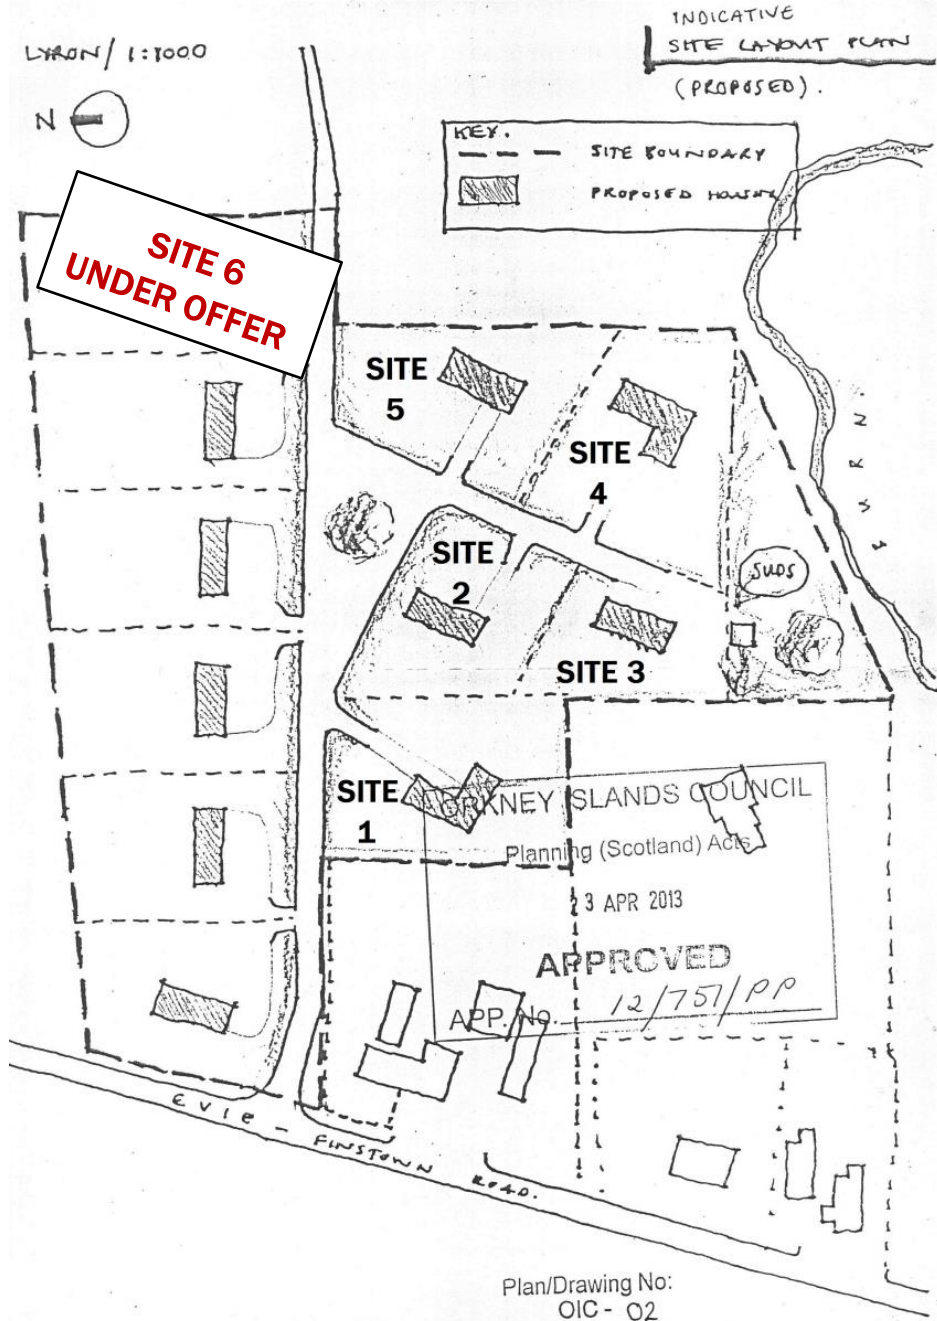 INDICATIVE
SITE LAYOUT PLAN
(PROPOSED).
LYRON / 1:1000
N
KEY.
SITE BOUNDARY
PROPOSED HOUSING
SITE 6
UNDER OFFER
SITE
5
SITE
4
SITE
2
SUDS
BURN.
SITE 3
SITE
1
ORKNEY ISLANDS COUNCIL
Planning (Scotland) Acts
3 APR 2013
APPROVED
APP. No. 12/757/PP
EVIE - FINSTOWN ROAD.
Plan/Drawing No:
OIC - 02